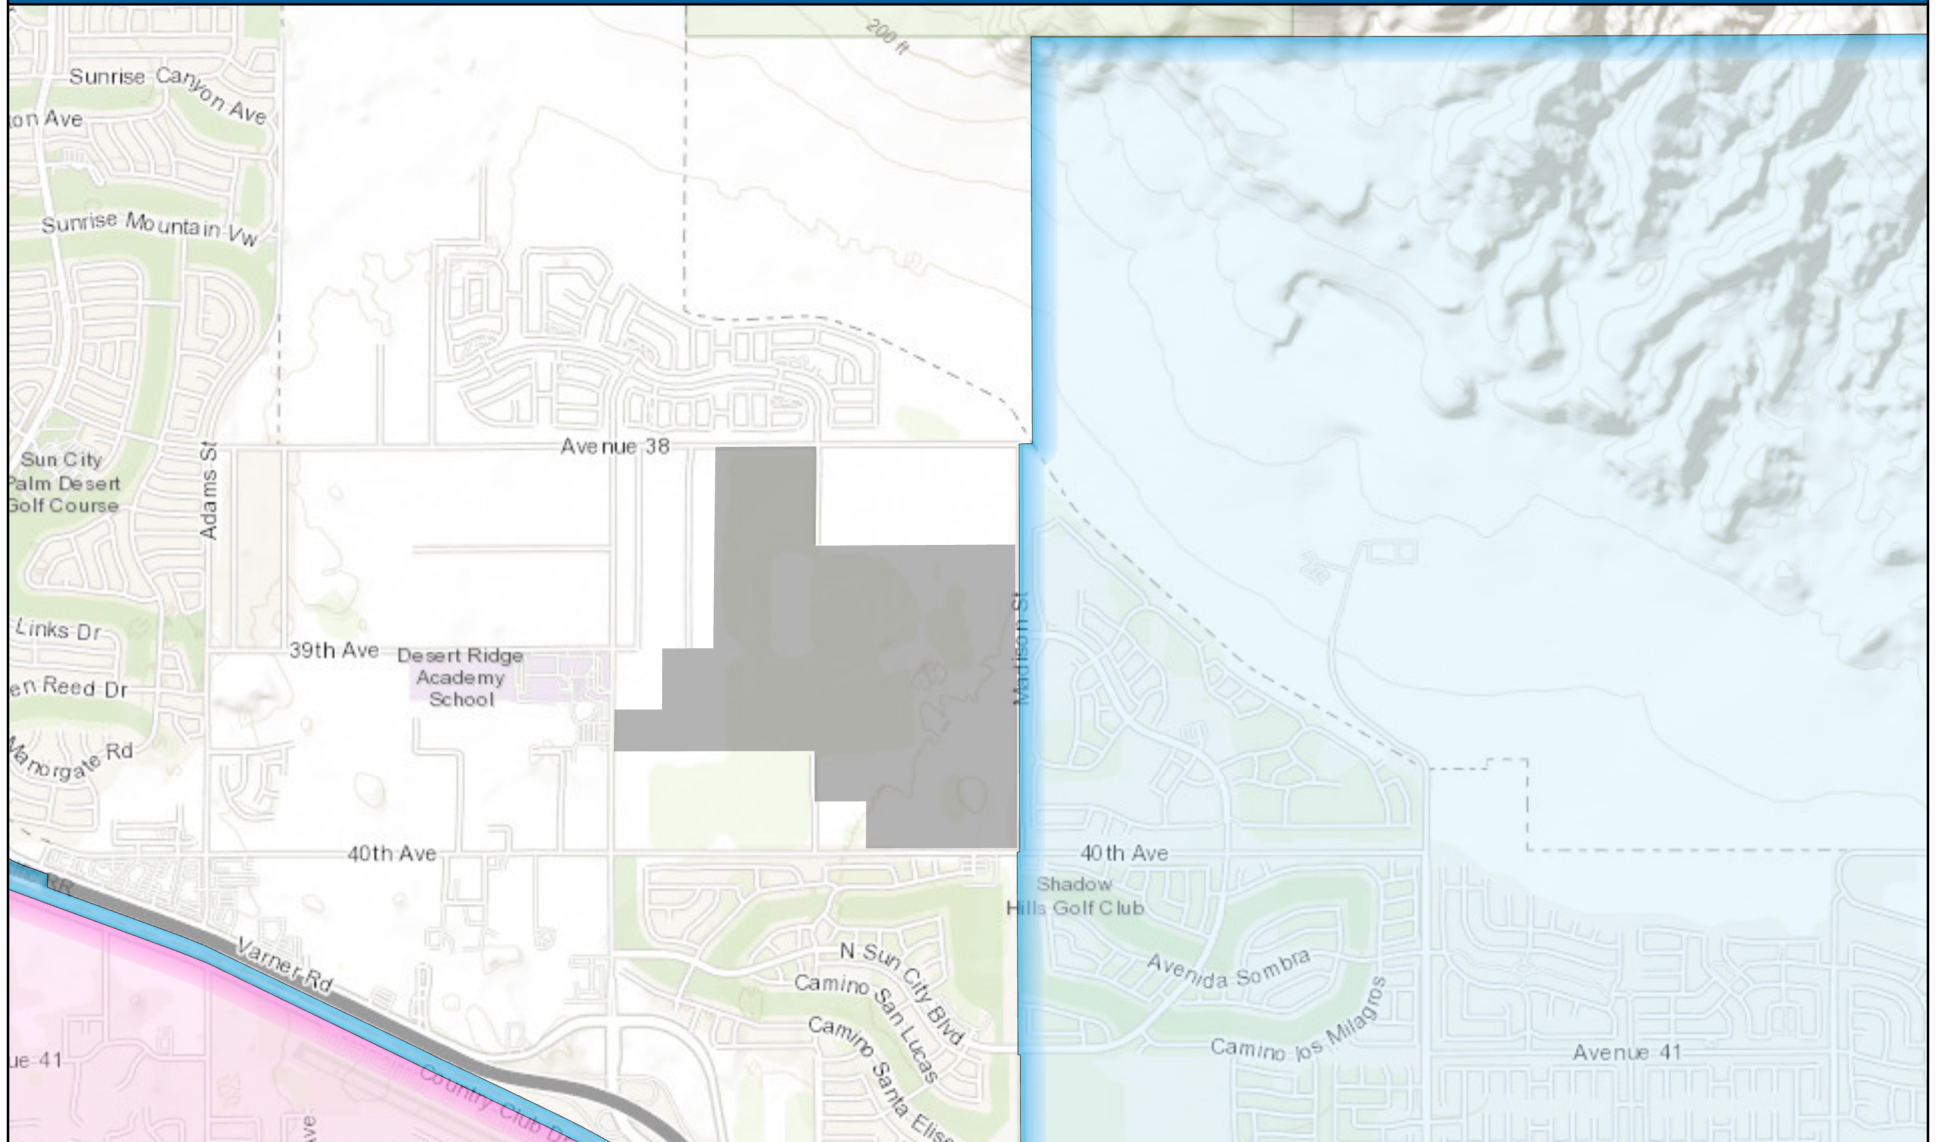 200 ft
Sunrise Canyon Ave
ton Ave
Sunrise Mountain Vw
Avenue 38
Sun City
Palm Desert
Golf Course
Adams St
Links Dr
39th Ave
Desert Ridge
Academy
School
Madison St
en Reed Dr
Manorgate Rd
40th Ave
40th Ave
RR
Shadow
Hills Golf Club
Varner Rd
N Sun City Blvd
Camino San Lucas
Avenida Sombra
Camino Santa Elise
Camino los Milagros
ue 41
Avenue 41
Country Club Dr
Ave